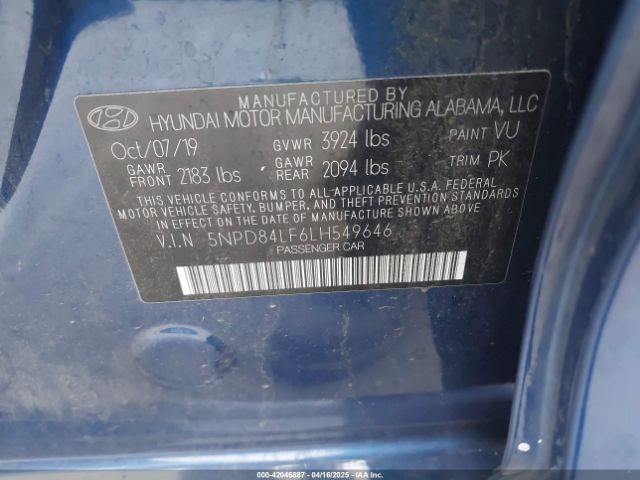 MANUFACTURED BY
HYUNDAI MOTOR MANUFACTURING ALABAMA, LLC
Oct/07/19 GVWR 3924 lbs PAINT VU
GAWR FRONT 2183 lbs GAWR REAR 2094 lbs TRIM PK
THIS VEHICLE CONFORMS TO ALL APPLICABLE U.S.A. FEDERAL
MOTOR VEHICLE SAFETY, BUMPER, AND THEFT PREVENTION STANDARDS
IN EFFECT ON THE DATE OF MANUFACTURE SHOWN ABOVE.
V.I.N 5NPD84LF6LH549646
PASSENGER CAR
000-42046887 - 04/16/2025 - IAAI.COM